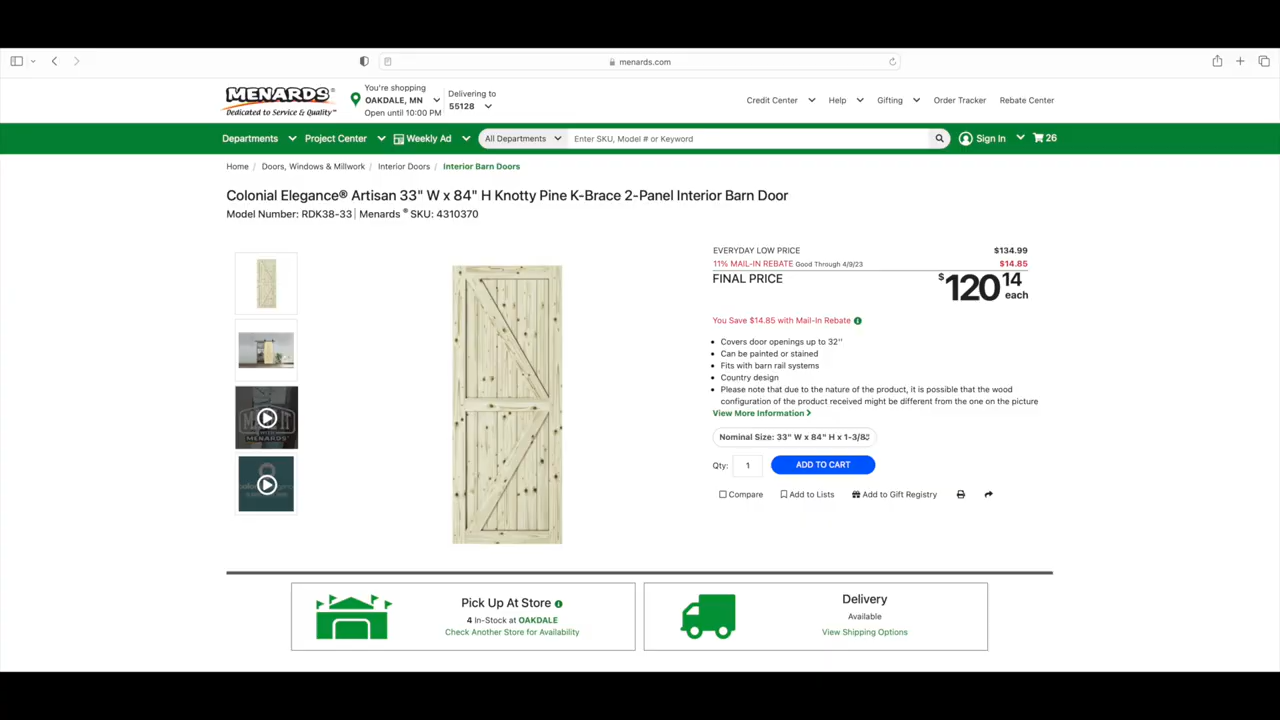 menards.com
MENARDS®
Dedicated to Service & Quality™
You're shopping
OAKDALE, MN
Open until 10:00 PM
Delivering to
55128
Credit Center
Help
Gifting
Order Tracker
Rebate Center
Departments
Project Center
Weekly Ad
All Departments
Enter SKU, Model # or Keyword
Sign In
26
Home / Doors, Windows & Millwork / Interior Doors / Interior Barn Doors
Colonial Elegance® Artisan 33" W x 84" H Knotty Pine K-Brace 2-Panel Interior Barn Door
Model Number: RDK38-33 | Menards ® SKU: 4310370
EVERYDAY LOW PRICE $134.99
11% MAIL-IN REBATE Good Through 4/9/23 $14.85
FINAL PRICE $120 14 each
You Save $14.85 with Mail-In Rebate
• Covers door openings up to 32''
• Can be painted or stained
• Fits with barn rail systems
• Country design
• Please note that due to the nature of the product, it is possible that the wood
configuration of the product received might be different from the one on the picture
View More Information
Nominal Size: 33" W x 84" H x 1-3/8
Qty: 1 ADD TO CART
Compare
Add to Lists
Add to Gift Registry
MAKE IT
MENARDS
Pick Up At Store
4 In-Stock at OAKDALE
Check Another Store for Availability
Delivery
Available
View Shipping Options